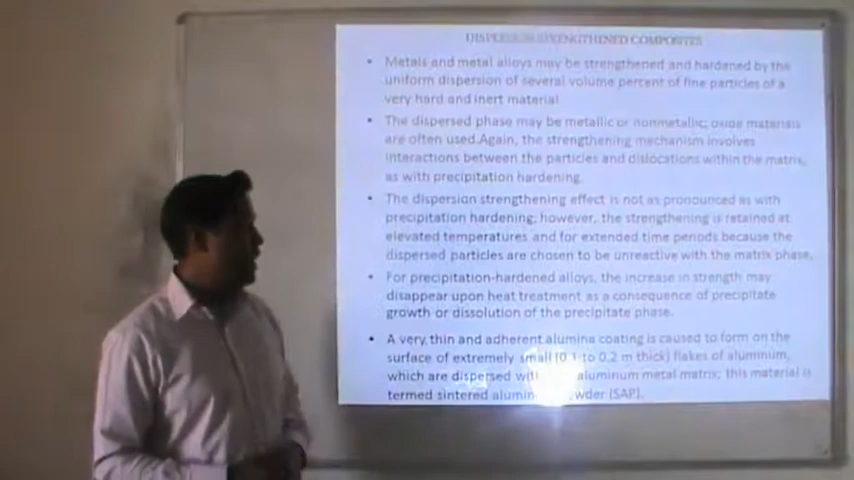 DISPERSION STRENGTHENED COMPOSITES
• Metals and metal alloys may be strengthened and hardened by the
uniform dispersion of several volume percent of fine particles of a
very hard and inert material
• The dispersed phase may be metallic or nonmetallic; oxide materials
are often used.Again, the strengthening mechanism involves
interactions between the particles and dislocations within the matrix,
as with precipitation hardening.
• The dispersion strengthening effect is not as pronounced as with
precipitation hardening; however, the strengthening is retained at
elevated temperatures and for extended time periods because the
dispersed particles are chosen to be unreactive with the matrix phase.
• For precipitation-hardened alloys, the increase in strength may
disappear upon heat treatment as a consequence of precipitate
growth or dissolution of the precipitate phase.
• A very thin and adherent alumina coating is caused to form on the
surface of extremely small (0.1 to 0.2 m thick) flakes of aluminum,
which are dispersed aluminum metal matrix; this material is
termed sintered (SAP).